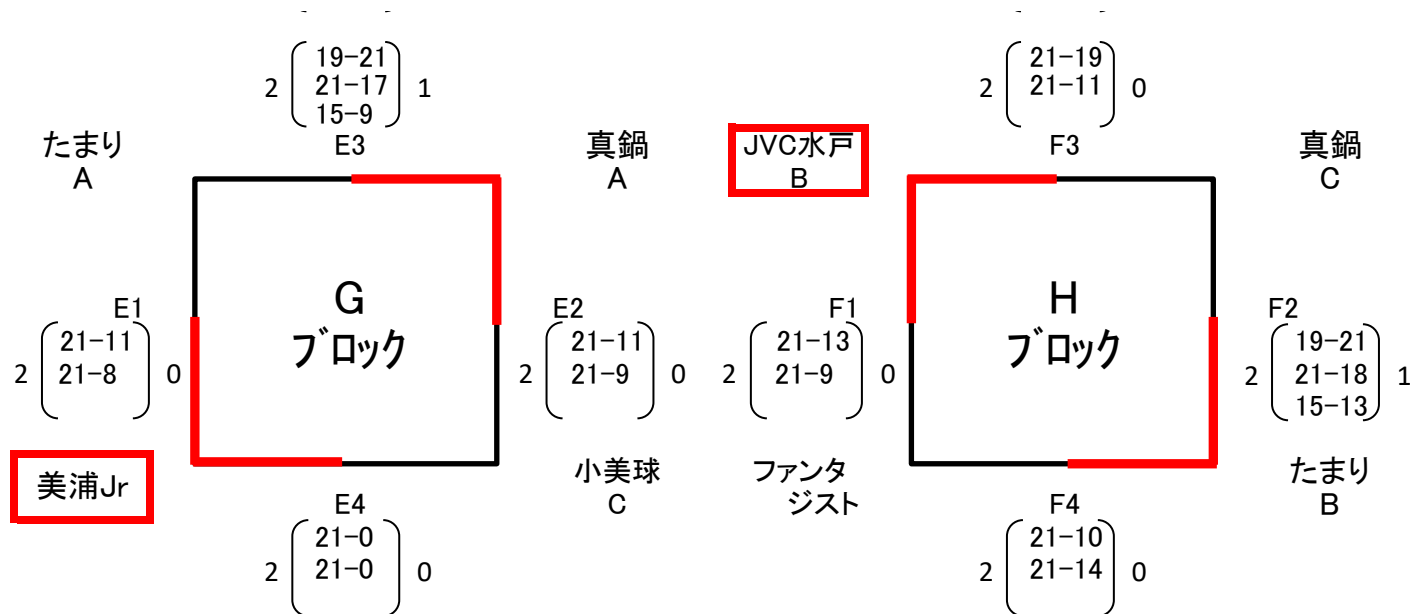 19-21
2 21-17 1
15-9
E3
たまり
A
真鍋
A
E1
21-11
2 21-8 0
G
ブロック
E2
21-11
2 21-9 0
美浦Jr
小美球
C
E4
21-0
2 21-0 0
21-19
2 21-11 0
F3
JVC水戸
B
真鍋
C
F1
21-13
2 21-9 0
H
ブロック
F2
19-21
2 21-18 1
15-13
ファンタ
ジスト
たまり
B
F4
21-10
2 21-14 0